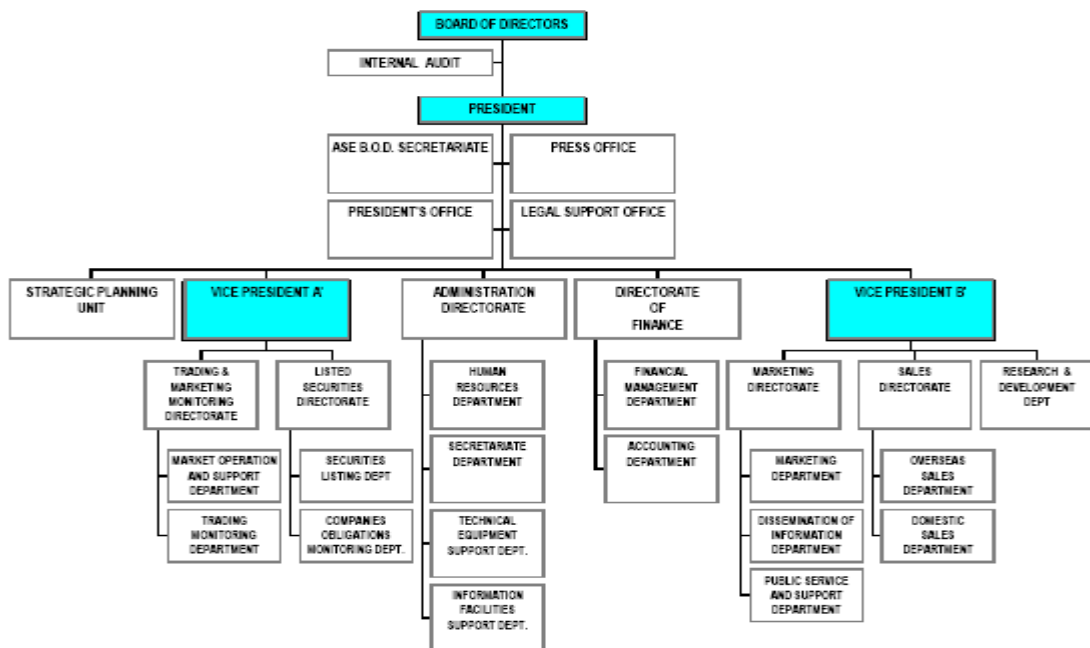 BOARD OF DIRECTORS
INTERNAL AUDIT
PRESIDENT
ASE B.O.D. SECRETARIATE
PRESS OFFICE
PRESIDENT'S OFFICE
LEGAL SUPPORT OFFICE
STRATEGIC PLANNING
UNIT
VICE PRESIDENT A'
ADMINISTRATION
DIRECTORATE
DIRECTORATE
OF
FINANCE
VICE PRESIDENT B'
TRADING &
MARKETING
MONITORING
DIRECTORATE
LISTED
SECURITIES
DIRECTORATE
HUMAN
RESOURCES
DEPARTMENT
FINANCIAL
MANAGEMENT
DEPARTMENT
MARKETING
DIRECTORATE
SALES
DIRECTORATE
RESEARCH &
DEVELOPMENT
DEPT
MARKET OPERATION
AND SUPPORT
DEPARTMENT
SECURITIES
LISTING DEPT
SECRETARIATE
DEPARTMENT
ACCOUNTING
DEPARTMENT
MARKETING
DEPARTMENT
OVERSEAS
SALES
DEPARTMENT
TRADING
MONITORING
DEPARTMENT
COMPANIES
OBLIGATIONS
MONITORING DEPT.
TECHNICAL
EQUIPMENT
SUPPORT DEPT.
DISSEMINATION OF
INFORMATION
DEPARTMENT
DOMESTIC
SALES
DEPARTMENT
INFORMATION
FACILITIES
SUPPORT DEPT.
PUBLIC SERVICE
AND SUPPORT
DEPARTMENT